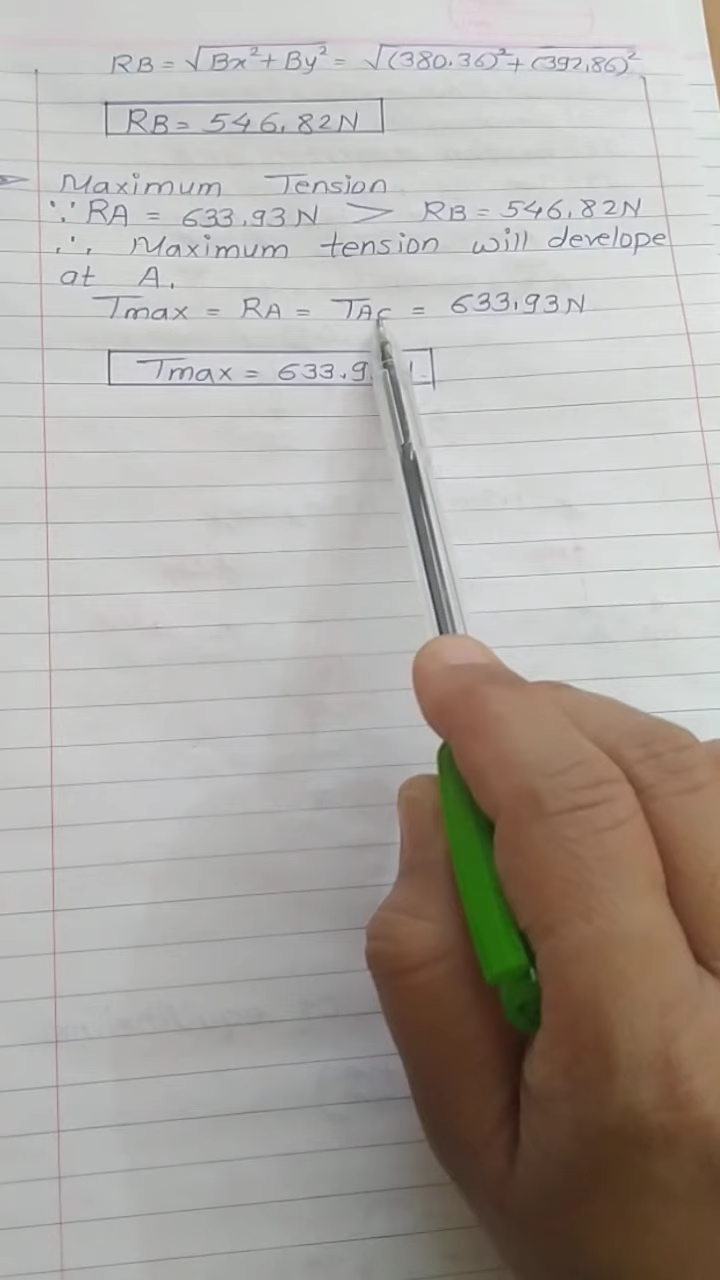 RB = √Bx² + By² = √(380.36)² + (392.86)²
RB = 546.82N
Maximum Tension
∵ RA = 633.93N > RB = 546.82N
∴ Maximum tension will develope
at A.
Tmax = RA = TAC = 633.93N
Tmax = 633.9